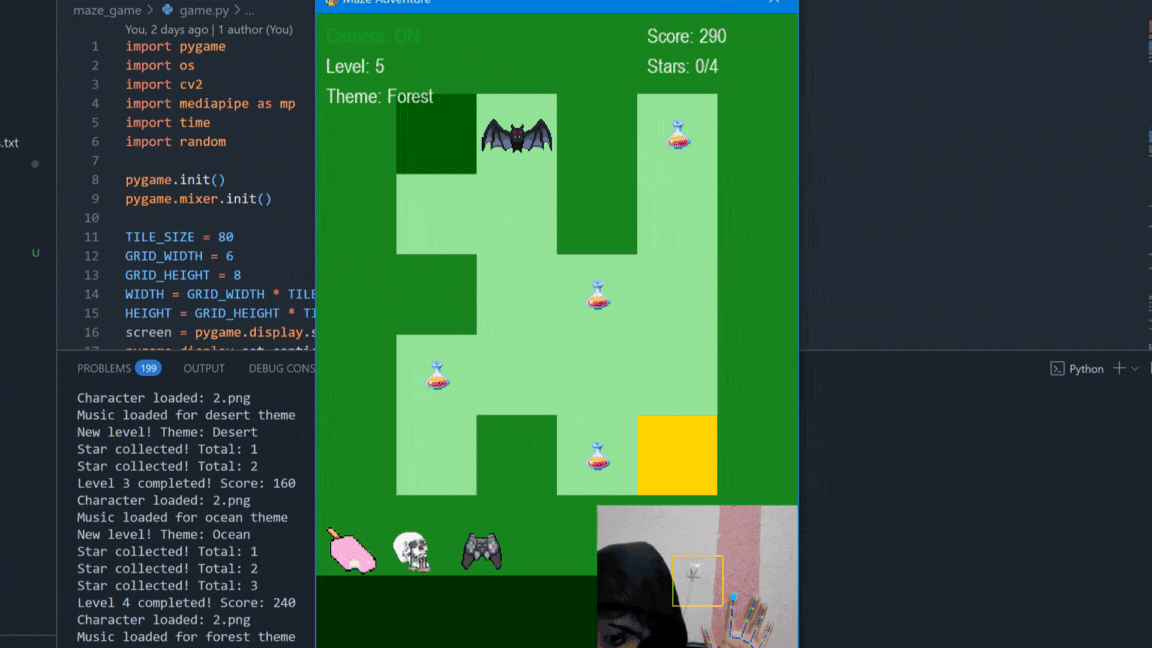 maze_game > game.py > ...
You, 2 days ago | 1 author (You)
1 import pygame
2 import os
3 import cv2
4 import mediapipe as mp
5 import time
6 import random
7
8 pygame.init()
9 pygame.mixer.init()
10
11 TILE_SIZE = 80
12 GRID_WIDTH = 6
13 GRID_HEIGHT = 8
14 WIDTH = GRID_WIDTH * TILE
15 HEIGHT = GRID_HEIGHT * TI
16 screen = pygame.display.s
.txt
U
Maze Adventure
Camera: ON
Score: 290
Level: 5
Stars: 0/4
Theme: Forest
PROBLEMS 199 OUTPUT DEBUG CONS
Python
Character loaded: 2.png
Music loaded for desert theme
New level! Theme: Desert
Star collected! Total: 1
Star collected! Total: 2
Level 3 completed! Score: 160
Character loaded: 2.png
Music loaded for ocean theme
New level! Theme: Ocean
Star collected! Total: 1
Star collected! Total: 2
Star collected! Total: 3
Level 4 completed! Score: 240
Character loaded: 2.png
Music loaded for forest theme